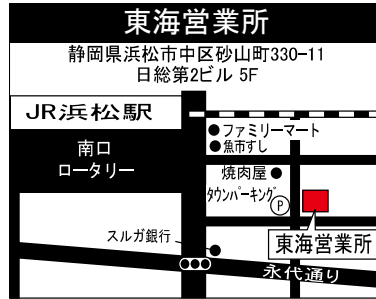 東海営業所
静岡県浜松市中区砂山町330-11
日総第2ビル 5F
JR浜松駅
南口
ロータリー
●ファミリーマート
●魚市すし
焼肉屋●
タウンパーキング
P
東海営業所
スルガ銀行
永代通り